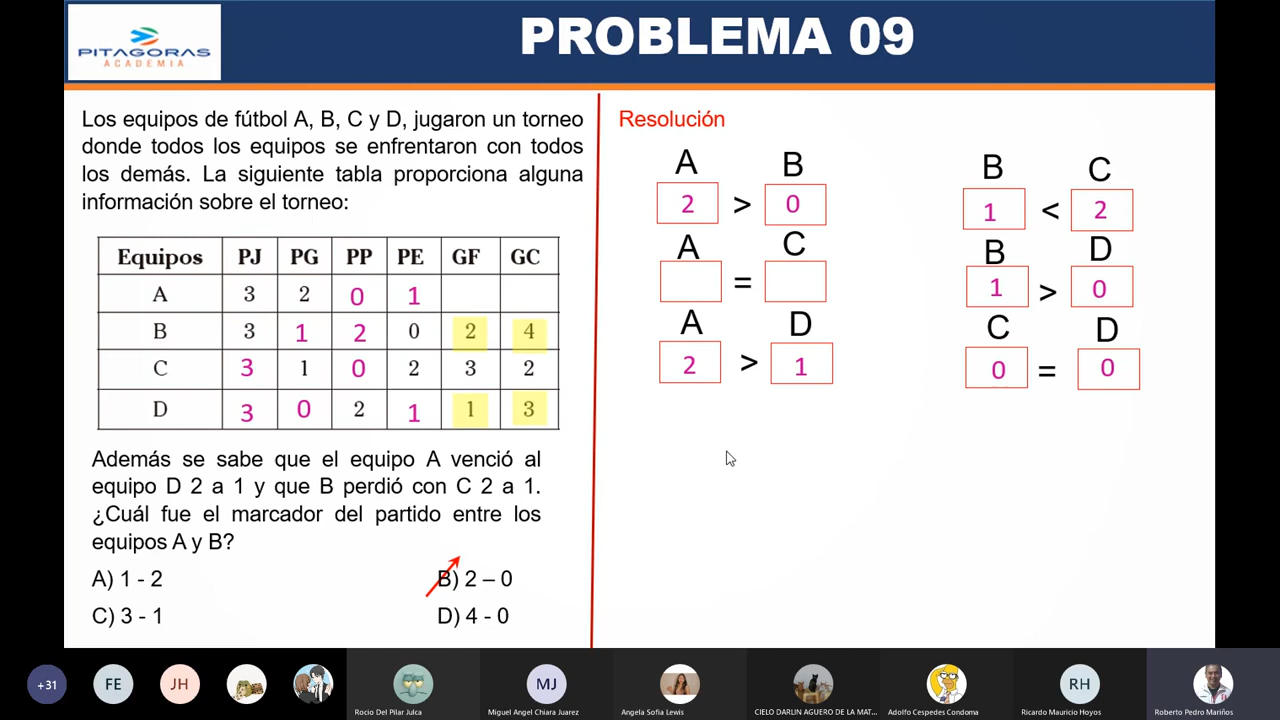 PITAGORAS
ACADEMIA
PROBLEMA 09
Los equipos de fútbol A, B, C y D, jugaron un torneo
donde todos los equipos se enfrentaron con todos
los demás. La siguiente tabla proporciona alguna
información sobre el torneo:
Equipos PJ PG PP PE GF GC
A 3 2 0 1
B 3 1 2 0 2 4
C 3 1 0 2 3 2
D 3 0 2 1 1 3
Además se sabe que el equipo A venció al
equipo D 2 a 1 y que B perdió con C 2 a 1.
¿Cuál fue el marcador del partido entre los
equipos A y B?
A) 1 - 2
B) 2 – 0
C) 3 - 1
D) 4 - 0
Resolución
A B
2 > 0
A C
=
A D
2 > 1
B C
1 < 2
B D
1 > 0
C D
0 = 0
+31
FE
JH
Rocio Del Pilar Julca
MJ
Miguel Angel Chiara Juarez
Angela Sofia Lewis
CIELO DARLIN AGUERO DE LA MAT...
Adolfo Cespedes Condoma
RH
Ricardo Mauricio Hoyos
Roberto Pedro Mariños